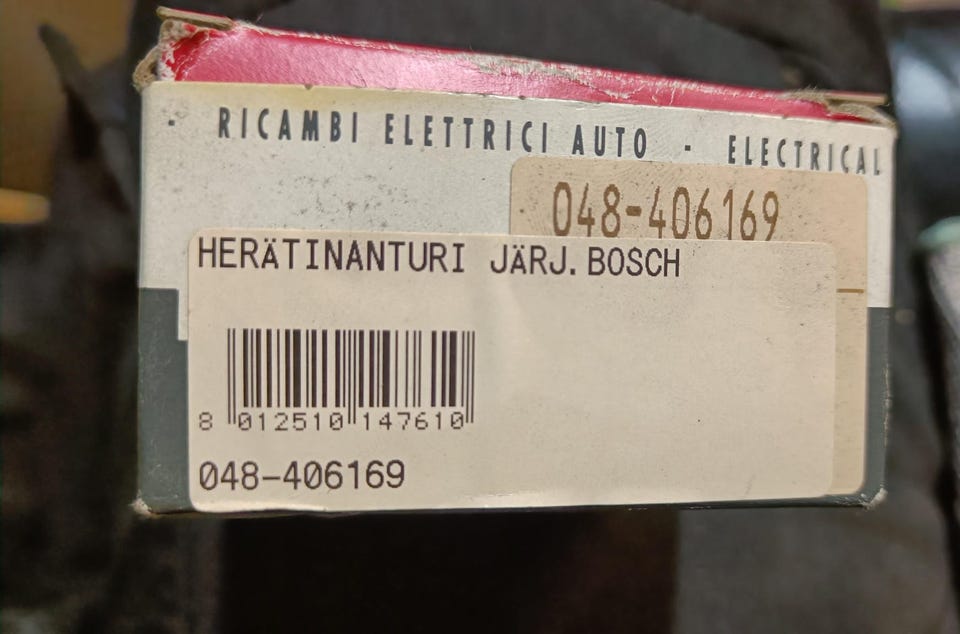 RICAMBI ELETTRICI AUTO - ELECTRICAL
048-406169
HERÄTINANTURI JÄRJ. BOSCH
8 012510 147610
048-406169